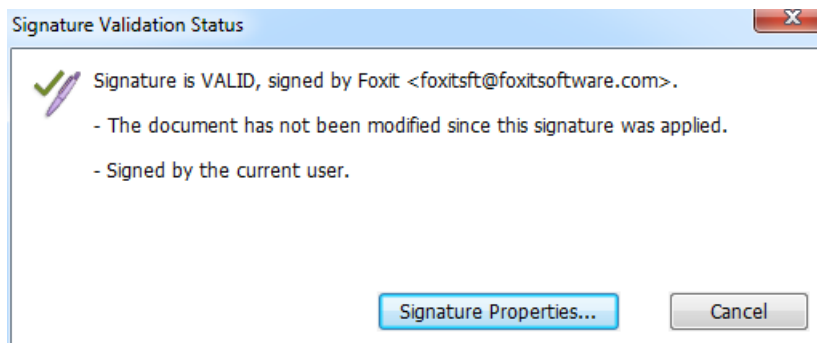 Signature Validation Status
Signature is VALID, signed by Foxit <foxitsft@foxitsoftware.com>.
- The document has not been modified since this signature was applied.
- Signed by the current user.
Signature Properties... Cancel